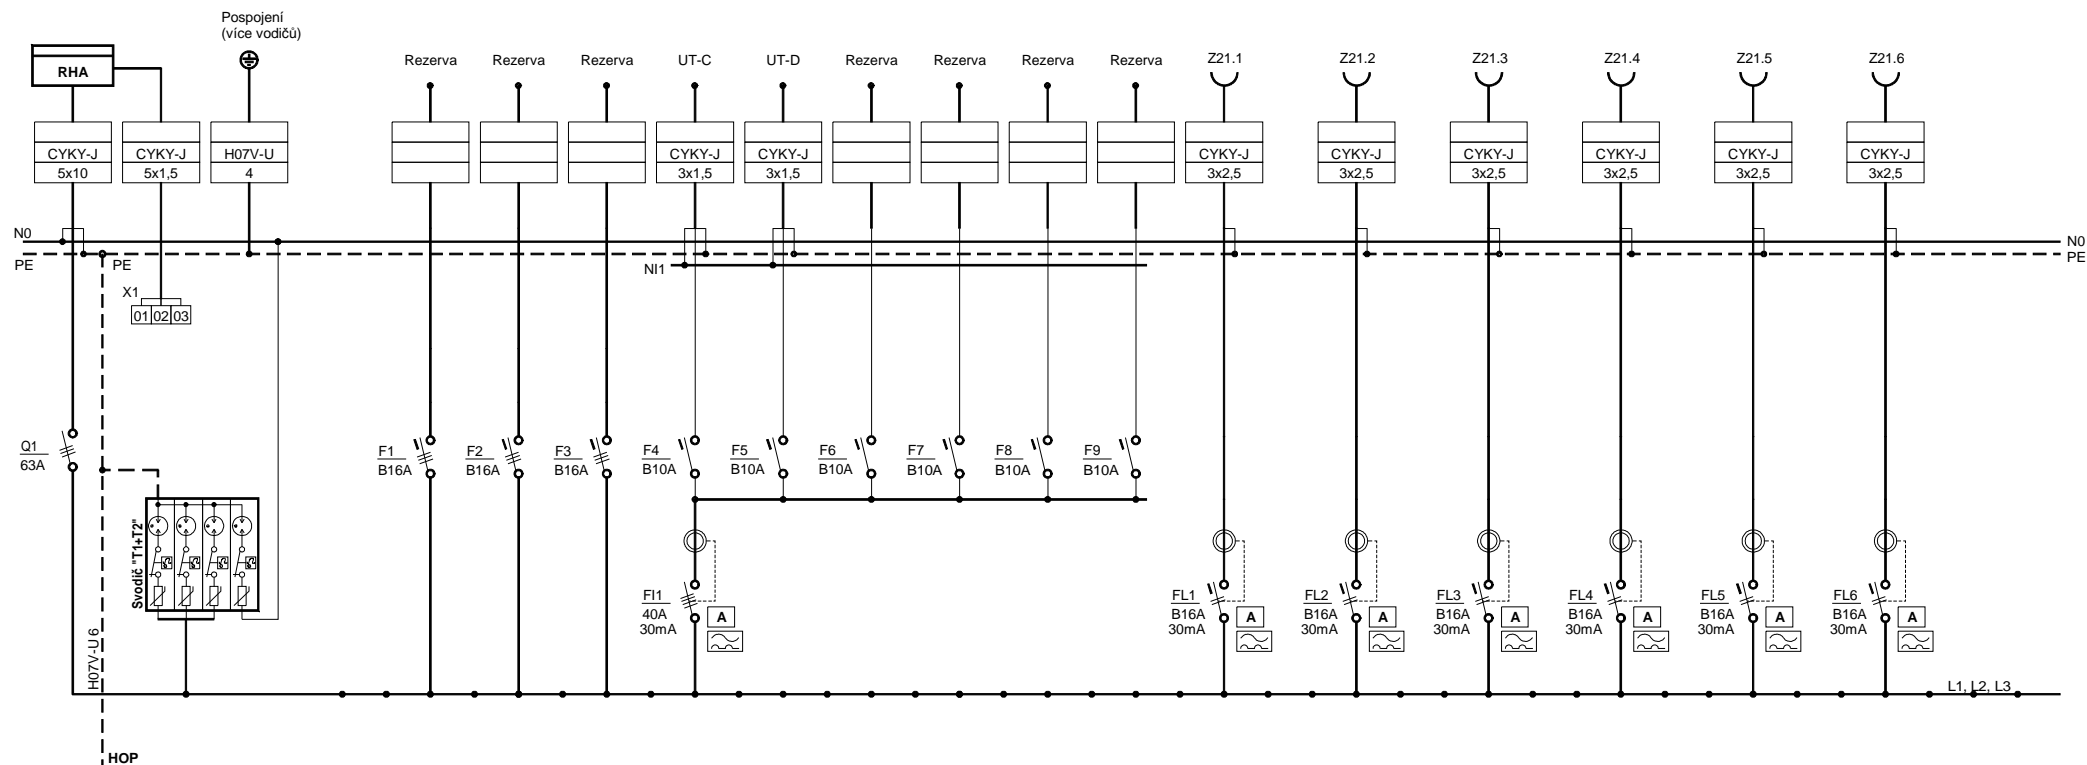 Pospojení
(více vodičů)
RHA
Rezerva
Rezerva
Rezerva
UT-C
UT-D
Rezerva
Rezerva
Rezerva
Rezerva
Z21.1
Z21.2
Z21.3
Z21.4
Z21.5
Z21.6
CYKY-J
5x10
CYKY-J
5x1,5
H07V-U
4
CYKY-J
3x1,5
CYKY-J
3x1,5
CYKY-J
3x2,5
CYKY-J
3x2,5
CYKY-J
3x2,5
CYKY-J
3x2,5
CYKY-J
3x2,5
CYKY-J
3x2,5
N0
PE
PE
NI1
N0
PE
X1
01 02 03
Q1
63A
F1
B16A
F2
B16A
F3
B16A
F4
B10A
F5
B10A
F6
B10A
F7
B10A
F8
B10A
F9
B10A
Svodič "T1+T2"
H07V-U 6
FI1
40A
30mA
A
FL1
B16A
30mA
A
FL2
B16A
30mA
A
FL3
B16A
30mA
A
FL4
B16A
30mA
A
FL5
B16A
30mA
A
FL6
B16A
30mA
A
L1, L2, L3
HOP